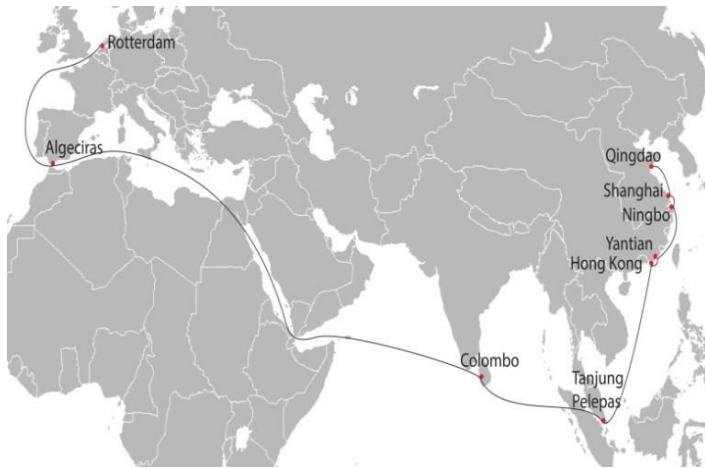 Rotterdam
Algeciras
Qingdao
Shanghai
Ningbo
Yantian
Hong Kong
Colombo
Tanjung
Pelepas